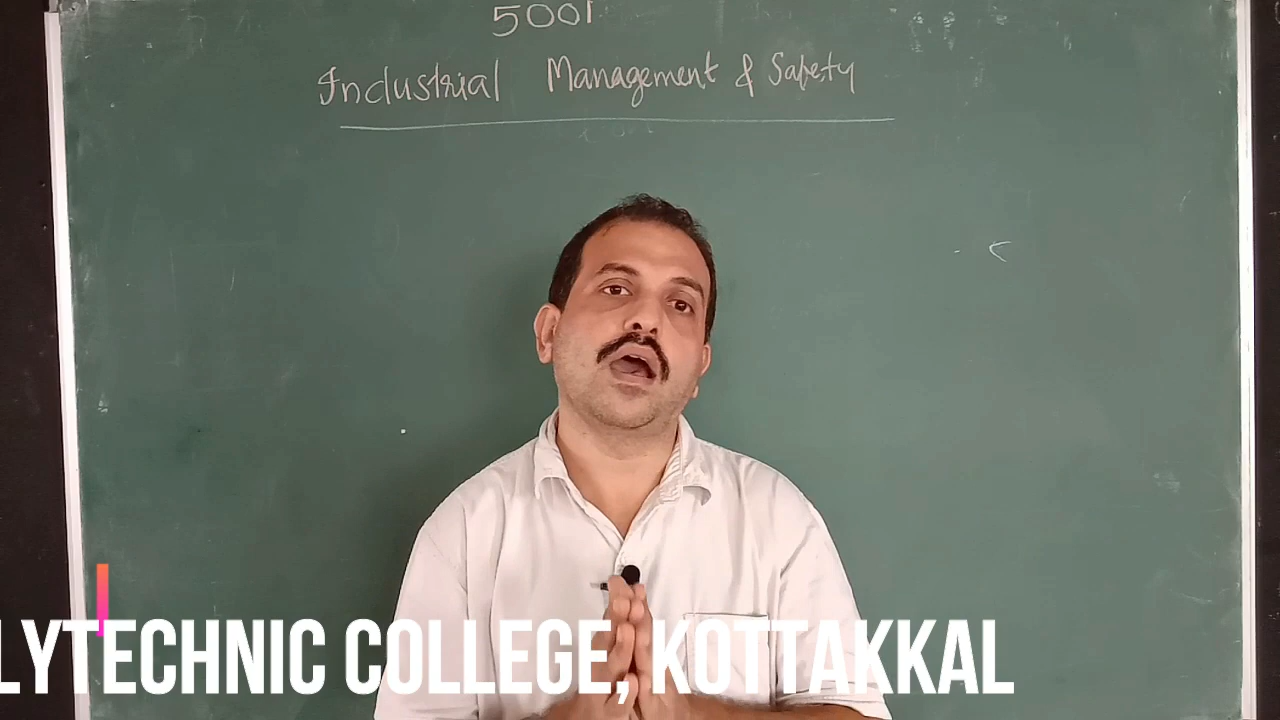 5001
Industrial Management & Safety
LYTECHNIC COLLEGE, KOTTAKKAL